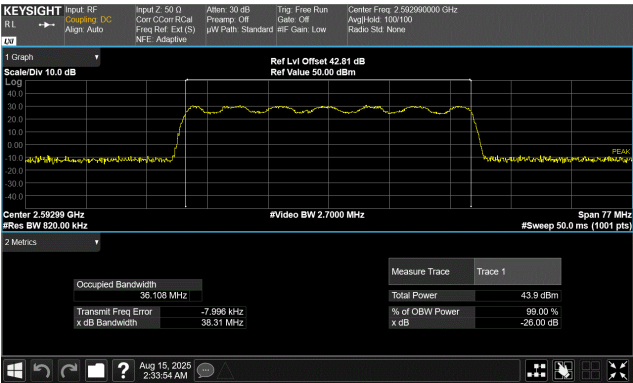 KEYSIGHT Input: RF Input Z: 50 Ω Atten: 30 dB Trig: Free Run Center Freq: 2.592990000 GHz
RL Coupling: DC Corr CCorr RCal Preamp: Off Gate: Off Avg|Hold: 100/100
Align: Auto Freq Ref: Ext (S) µW Path: Standard #IF Gain: Low Radio Std: None
LXI NFE: Adaptive
1 Graph
Ref Lvl Offset 42.81 dB
Scale/Div 10.0 dB Ref Value 50.00 dBm
Log
40.0
30.0
20.0
10.0
0.00
-10.0 PEAK
-20.0
-30.0
-40.0
Center 2.59299 GHz #Video BW 2.7000 MHz Span 77 MHz
#Res BW 820.00 kHz #Sweep 50.0 ms (1001 pts)
2 Metrics
Measure Trace Trace 1
Occupied Bandwidth
36.108 MHz Total Power 43.9 dBm
Transmit Freq Error -7.996 kHz % of OBW Power 99.00 %
x dB Bandwidth 38.31 MHz x dB -26.00 dB
?
Aug 15, 2025
2:33:54 AM